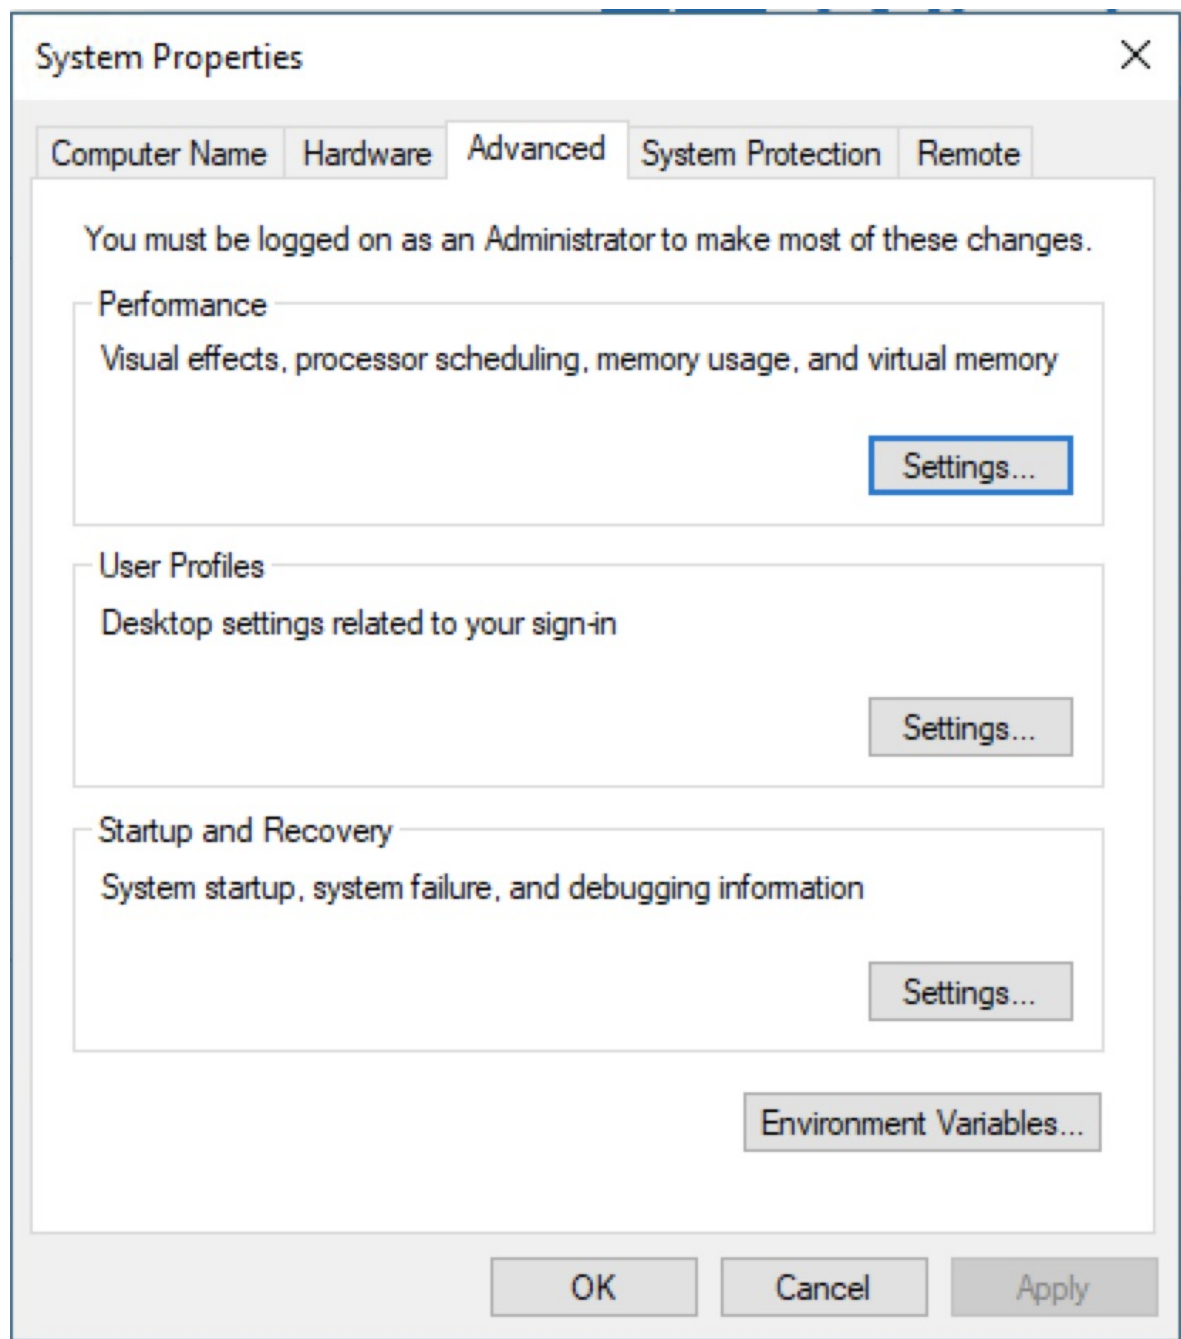 System Properties
Computer Name
Hardware
Advanced
System Protection
Remote
You must be logged on as an Administrator to make most of these changes.
Performance
Visual effects, processor scheduling, memory usage, and virtual memory
Settings...
User Profiles
Desktop settings related to your sign-in
Settings...
Startup and Recovery
System startup, system failure, and debugging information
Settings...
Environment Variables...
OK
Cancel
Apply